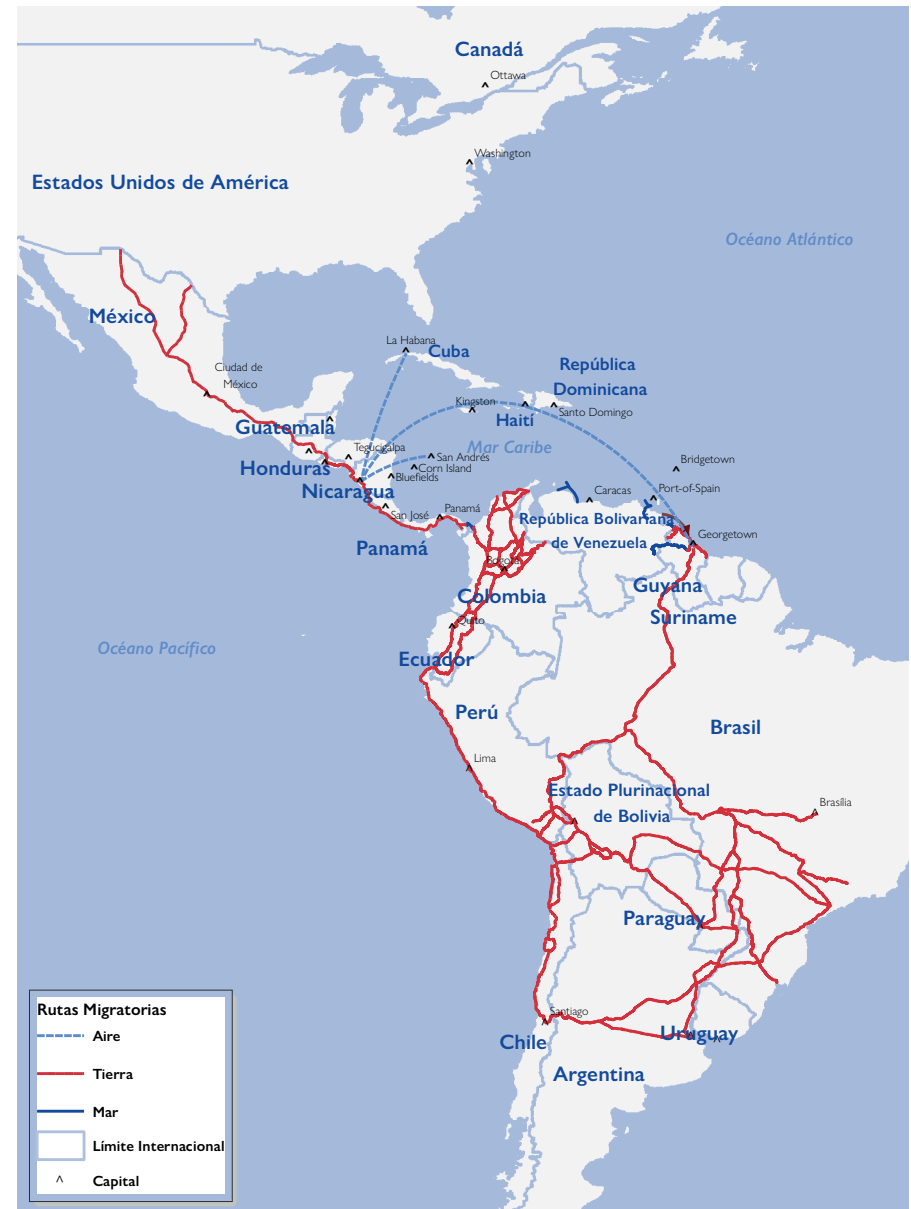 Canadá
Ottawa
Washington
Estados Unidos de América
Océano Atlántico
México
La Habana
Cuba
República
Dominicana
Ciudad de
México
Kingston
Haití
Santo Domingo
Guatemala
Tegucigalpa
Mar Caribe
San Andrés
Bridgetown
Honduras
Corn Island
Bluefields
Nicaragua
Caracas
Port-of-Spain
San José
Panamá
República Bolivariana
de Venezuela
Georgetown
Panamá
Bogotá
Guyana
Colombia
Suriname
Quito
Océano Pacífico
Ecuador
Perú
Brasil
Lima
Estado Plurinacional
de Bolivia
Brasília
Paraguay
Santiago
Chile
Uruguay
Argentina
Rutas Migratorias
Aire
Tierra
Mar
Límite Internacional
Capital